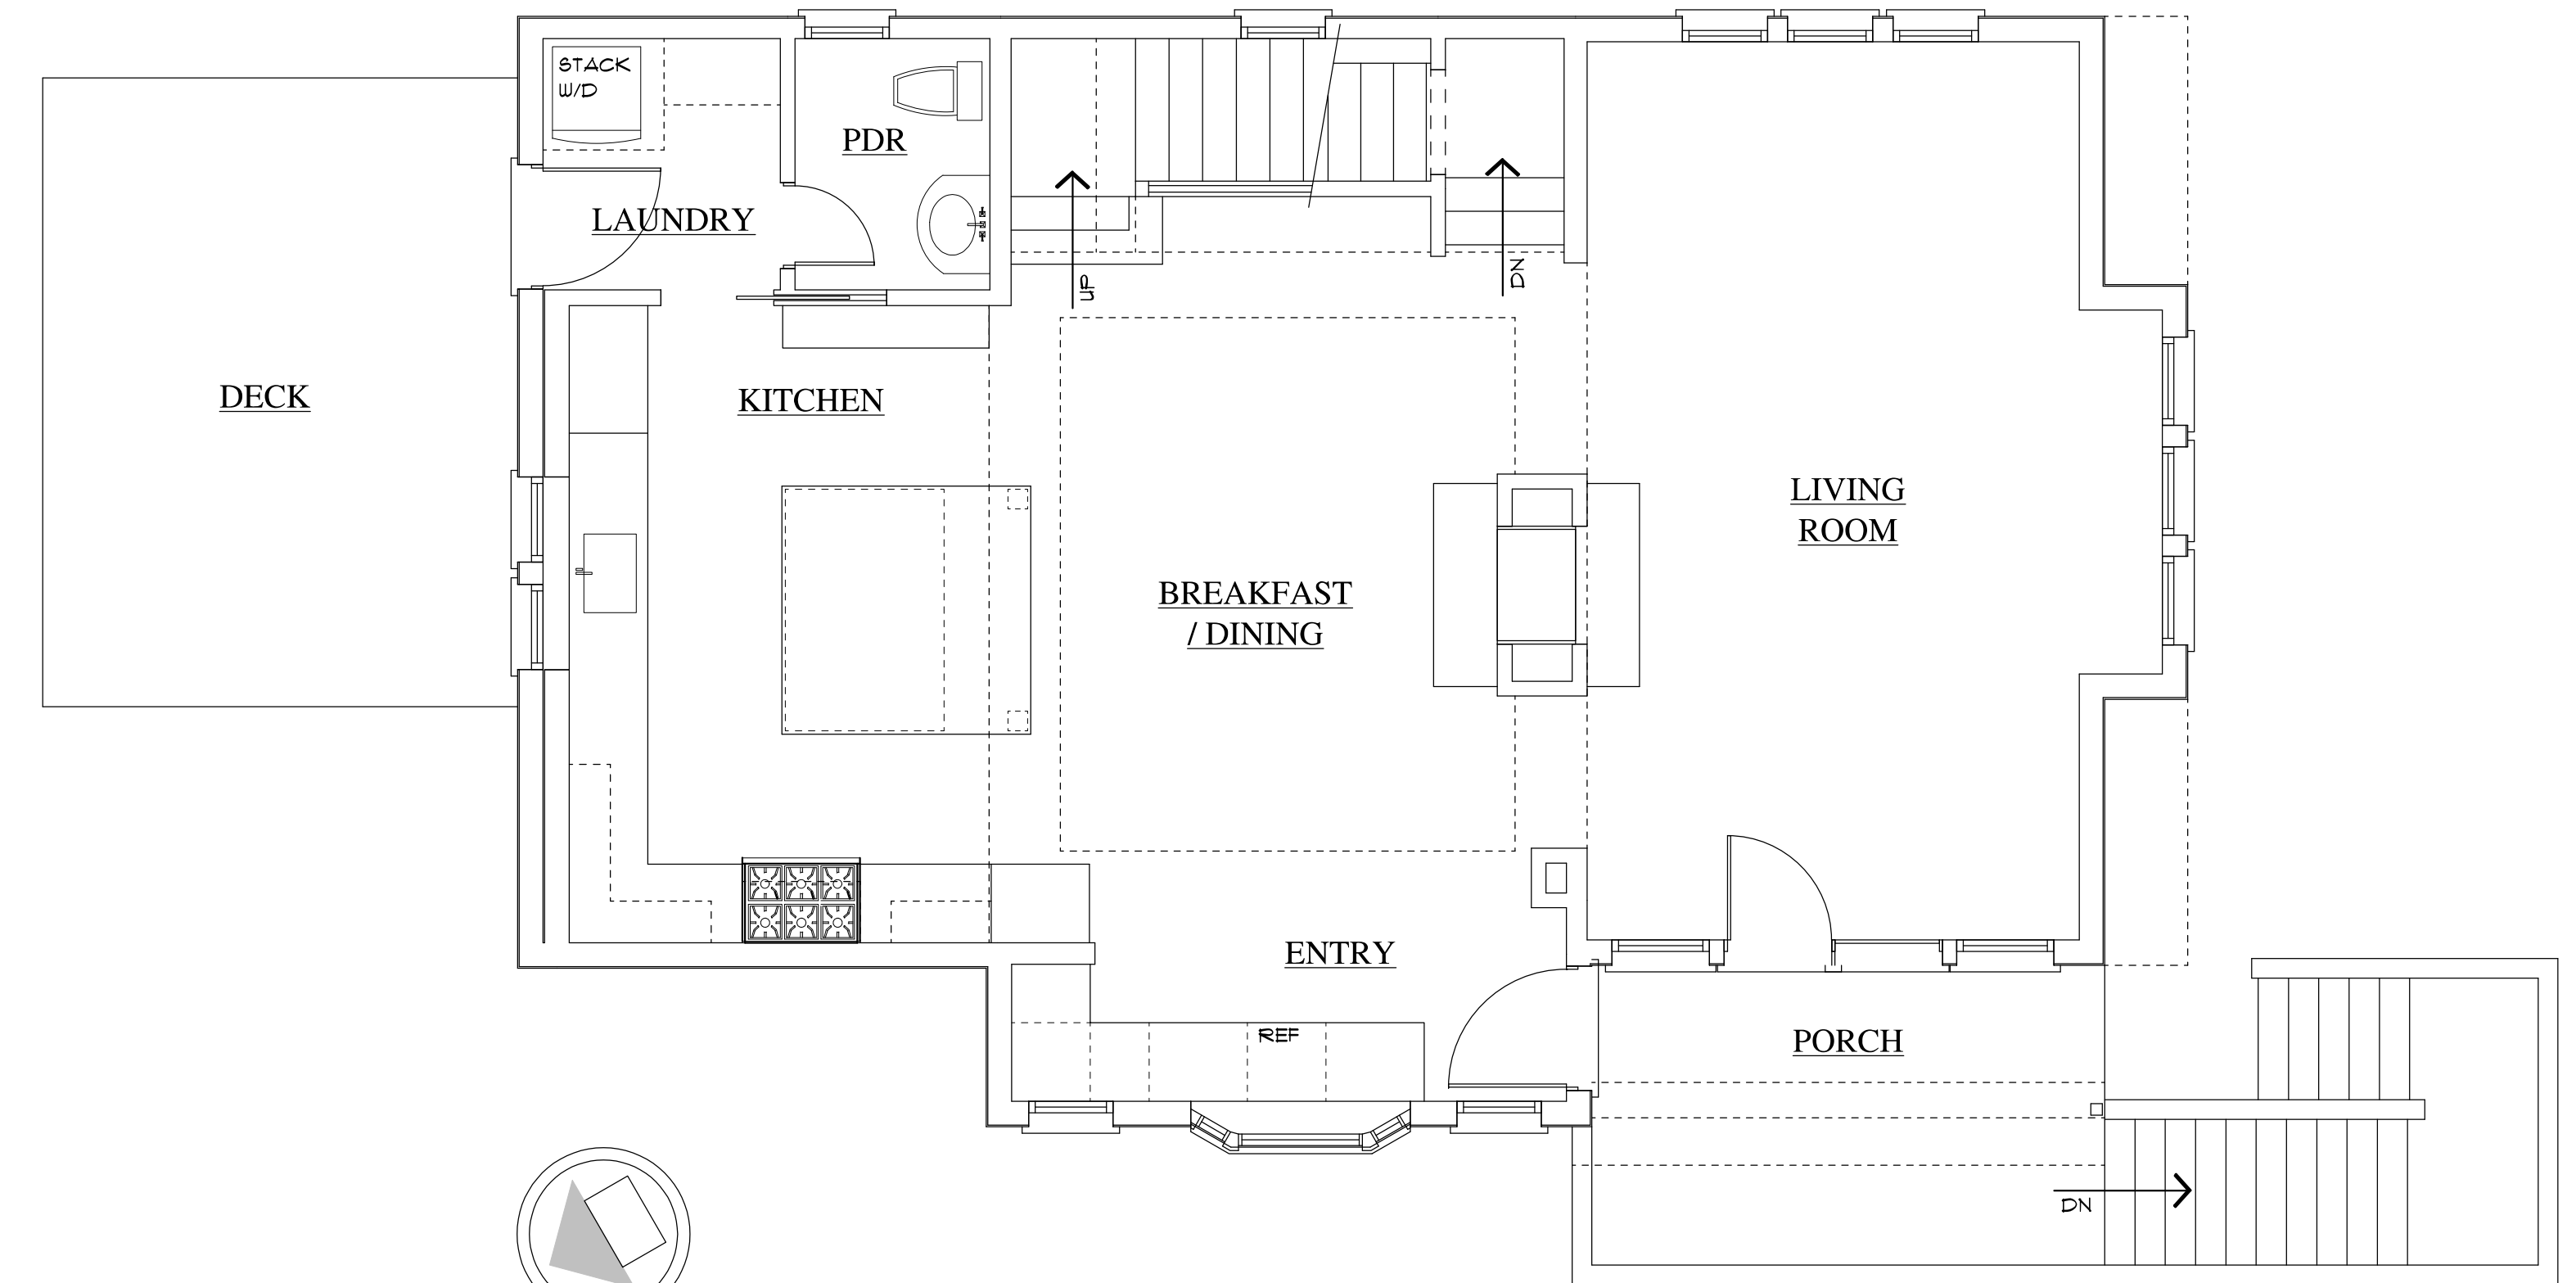 STACK
W/D
PDR
LAUNDRY
UP
DN
DECK
KITCHEN
LIVING
ROOM
BREAKFAST
/ DINING
ENTRY
REF
PORCH
DN